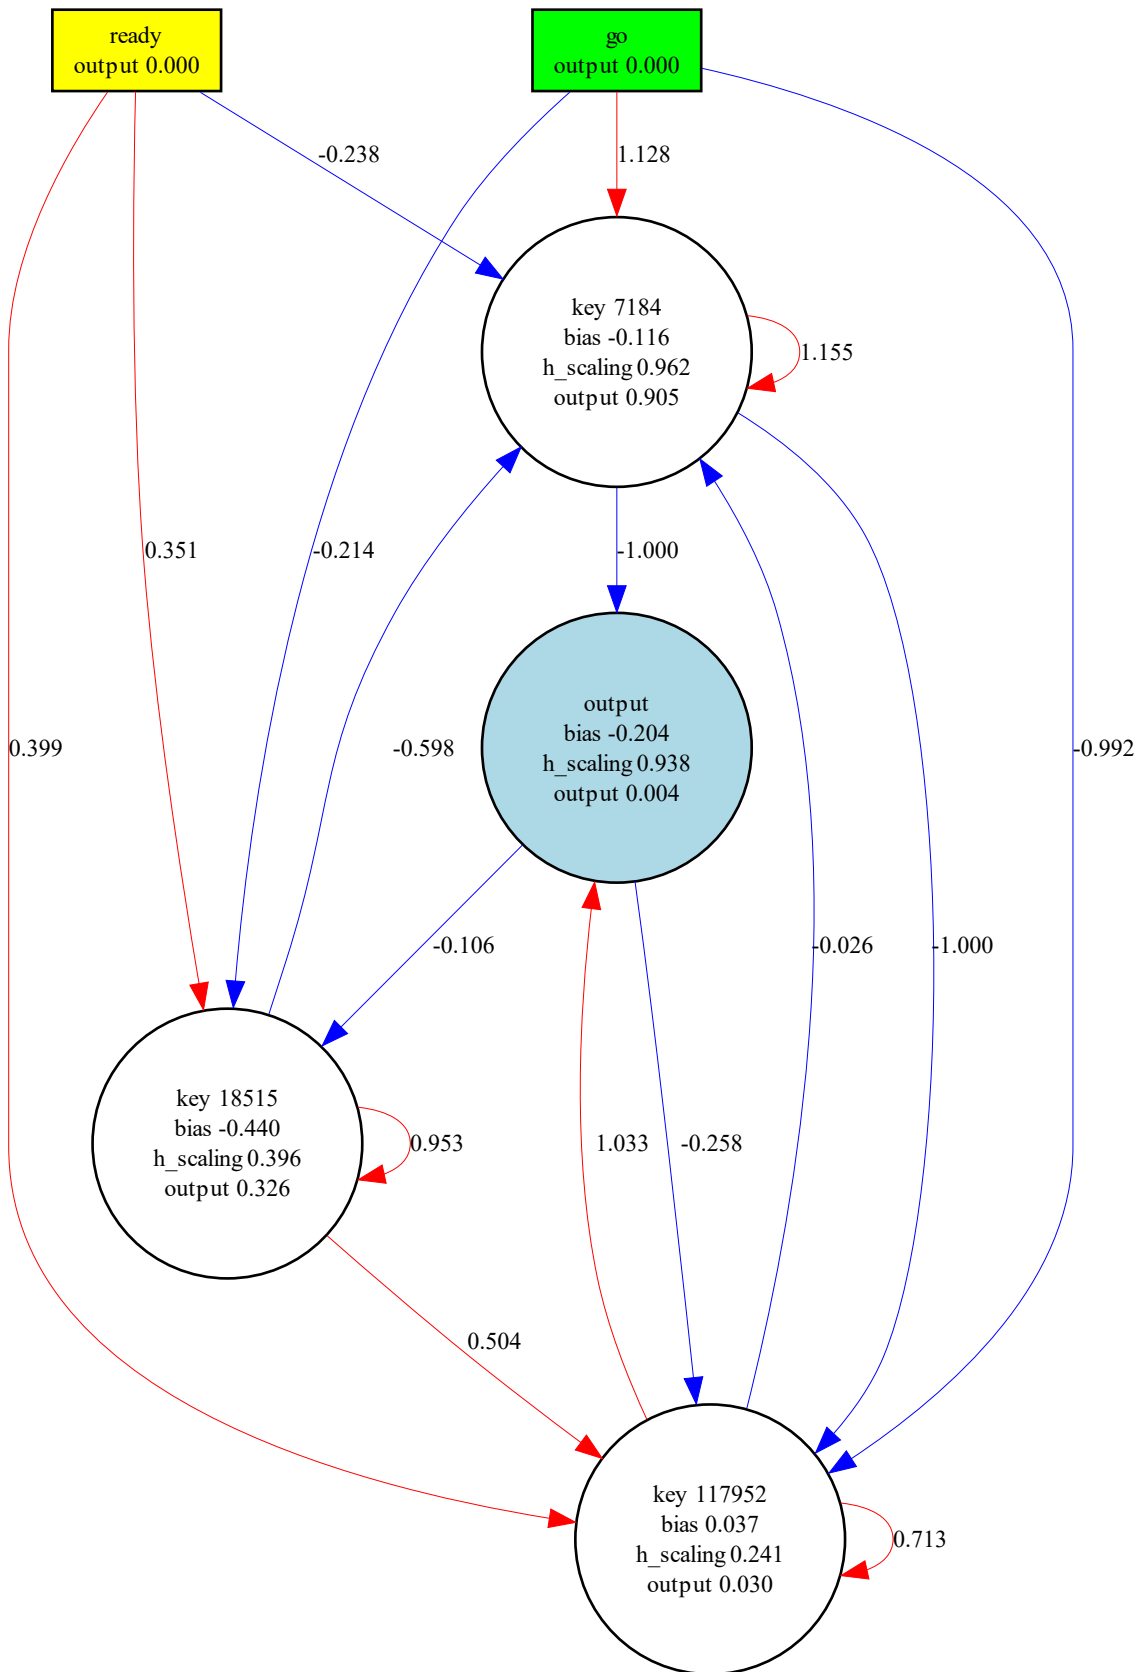 ready
output 0.000
go
output 0.000
-0.238
1.128
key 7184
bias -0.116
h_scaling 0.962
output 0.905
1.155
0.351
-0.214
-1.000
output
bias -0.204
h_scaling 0.938
output 0.004
0.399
-0.598
-0.992
-0.106
-0.026
-1.000
key 18515
bias -0.440
h_scaling 0.396
output 0.326
0.953
1.033
-0.258
0.504
key 117952
bias 0.037
h_scaling 0.241
output 0.030
0.713